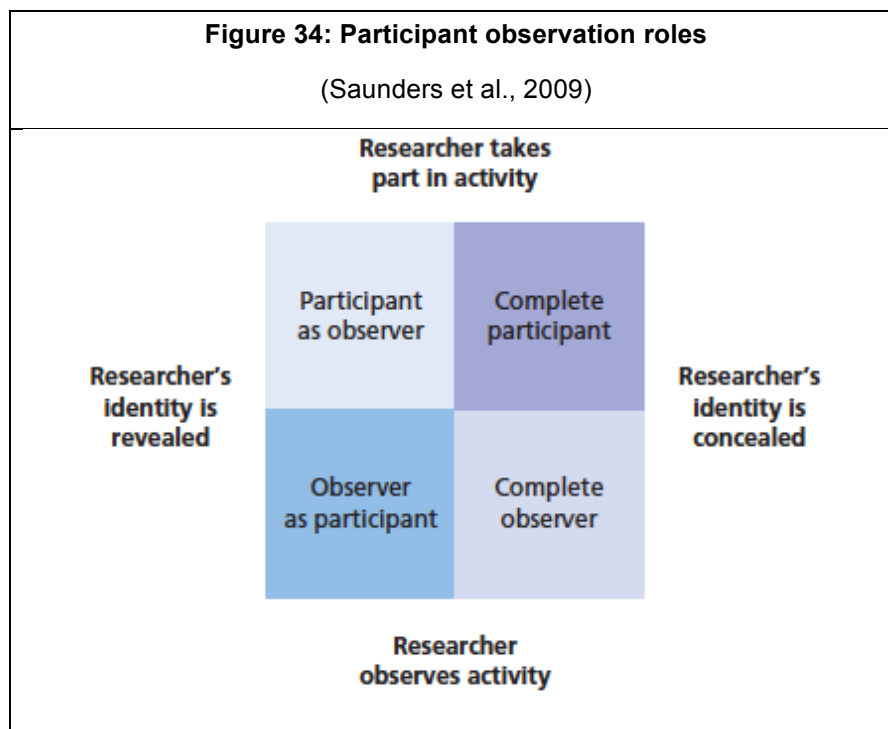 Figure 34: Participant observation roles
(Saunders et al., 2009)
Researcher takes
part in activity
Participant
as observer
Complete
participant
Researcher's
identity is
revealed
Researcher's
identity is
concealed
Observer
as participant
Complete
observer
Researcher
observes activity